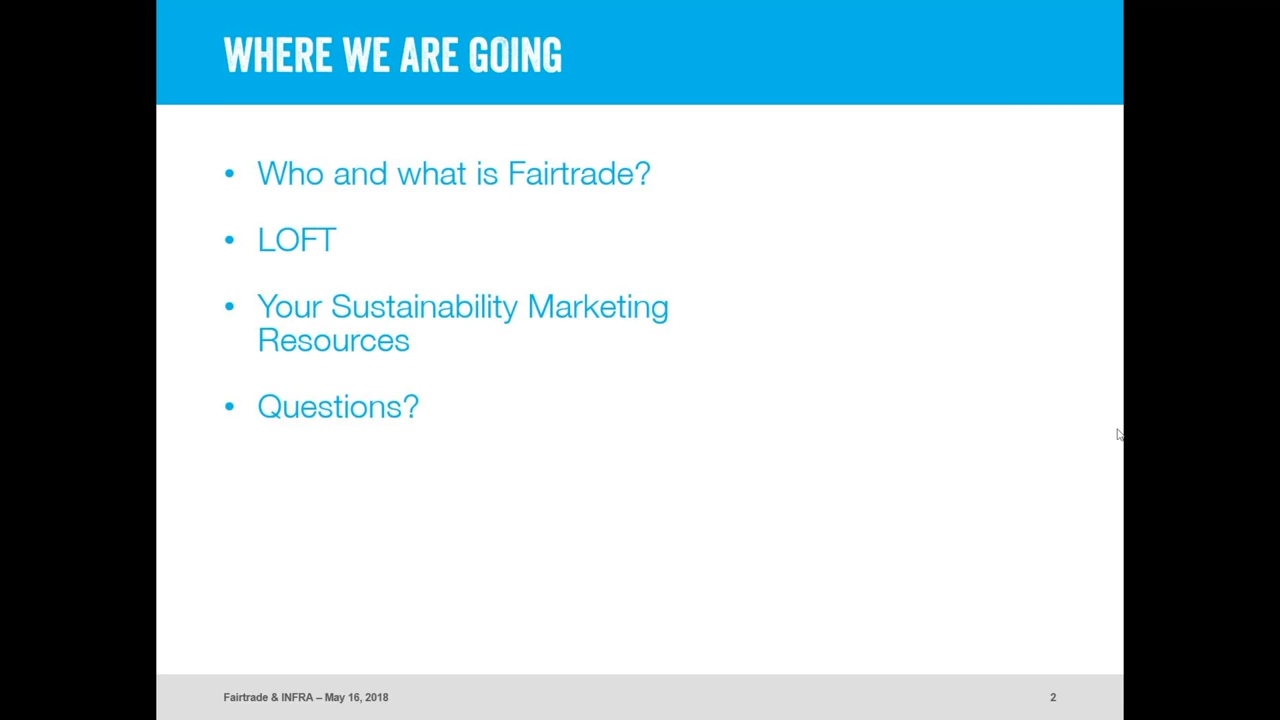 WHERE WE ARE GOING
• Who and what is Fairtrade?
• LOFT
• Your Sustainability Marketing
Resources
• Questions?
Fairtrade & INFRA – May 16, 2018
2